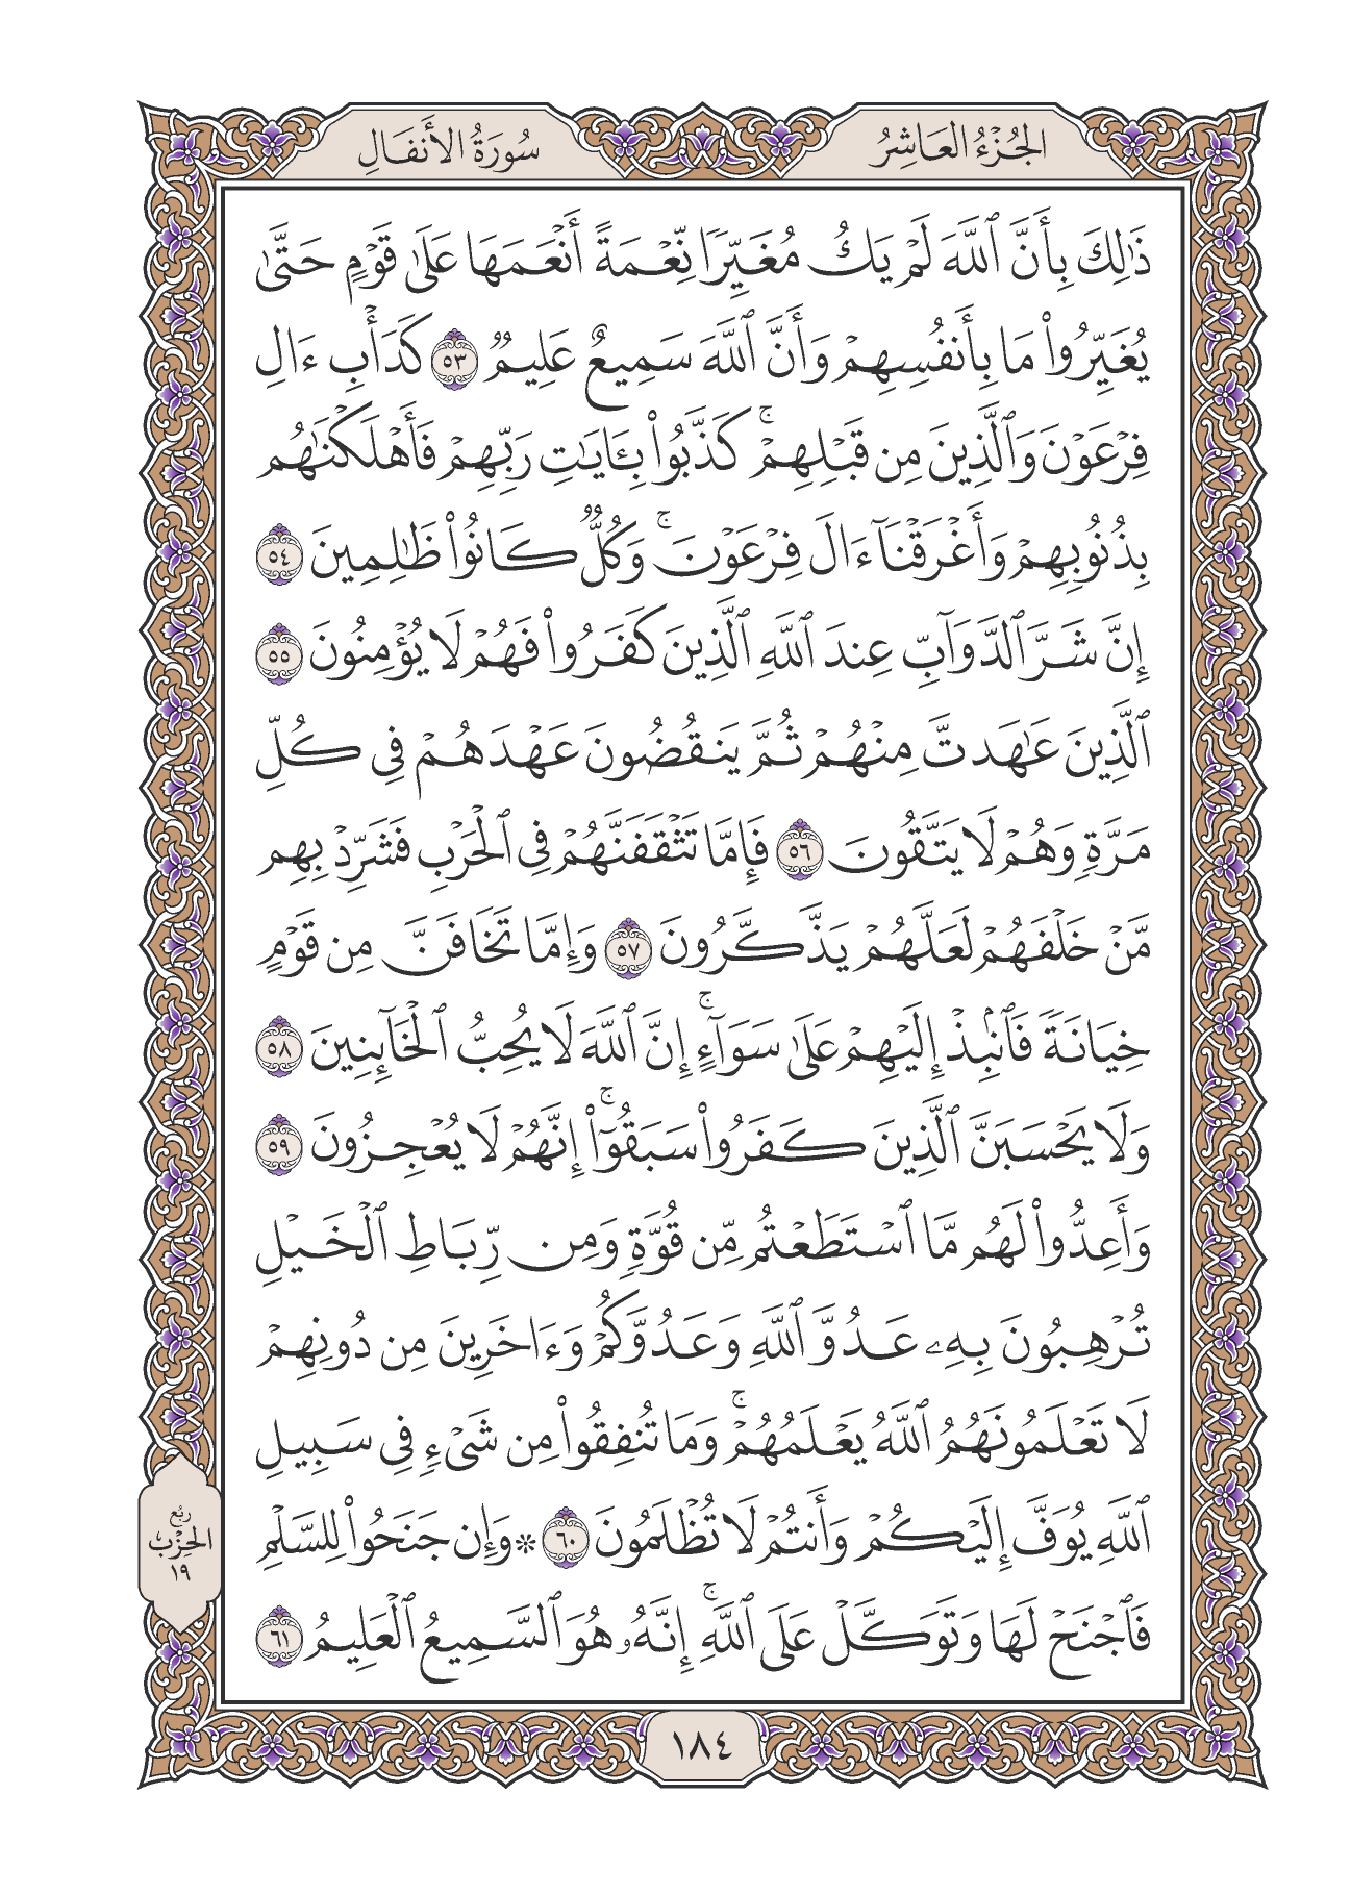 الجُزْءُ العَاشِرُ
سُورَةُ الأَنفَالِ
ذَٰلِكَ بِأَنَّ ٱللَّهَ لَمْ يَكُ مُغَيِّرًا نِّعْمَةً أَنْعَمَهَا عَلَىٰ قَوْمٍ حَتَّىٰ
يُغَيِّرُوا۟ مَا بِأَنفُسِهِمْ وَأَنَّ ٱللَّهَ سَمِيعٌ عَلِيمٌ ٥٣ كَدَأْبِ ءَالِ
فِرْعَوْنَ وَٱلَّذِينَ مِن قَبْلِهِمْ ۚ كَذَّبُوا۟ بِـَٔايَـٰتِ رَبِّهِمْ فَأَهْلَكْنَـٰهُم
بِذُنُوبِهِمْ وَأَغْرَقْنَآ ءَالَ فِرْعَوْنَ ۚ وَكُلٌّ كَانُوا۟ ظَـٰلِمِينَ ٥٤
إِنَّ شَرَّ ٱلدَّوَآبِّ عِندَ ٱللَّهِ ٱلَّذِينَ كَفَرُوا۟ فَهُمْ لَا يُؤْمِنُونَ ٥٥
ٱلَّذِينَ عَـٰهَدتَّ مِنْهُمْ ثُمَّ يَنقُضُونَ عَهْدَهُمْ فِى كُلِّ
مَرَّةٍ وَهُمْ لَا يَتَّقُونَ ٥٦ فَإِمَّا تَثْقَفَنَّهُمْ فِى ٱلْحَرْبِ فَشَرِّدْ بِهِم
مَّنْ خَلْفَهُمْ لَعَلَّهُمْ يَذَّكَّرُونَ ٥٧ وَإِمَّا تَخَافَنَّ مِن قَوْمٍ
خِيَانَةً فَٱنۢبِذْ إِلَيْهِمْ عَلَىٰ سَوَآءٍ ۚ إِنَّ ٱللَّهَ لَا يُحِبُّ ٱلْخَآئِنِينَ ٥٨
وَلَا يَحْسَبَنَّ ٱلَّذِينَ كَفَرُوا۟ سَبَقُوٓا۟ ۚ إِنَّهُمْ لَا يُعْجِزُونَ ٥٩
وَأَعِدُّوا۟ لَهُم مَّا ٱسْتَطَعْتُم مِّن قُوَّةٍ وَمِن رِّبَاطِ ٱلْخَيْلِ
تُرْهِبُونَ بِهِۦ عَدُوَّ ٱللَّهِ وَعَدُوَّكُمْ وَءَاخَرِينَ مِن دُونِهِمْ
لَا تَعْلَمُونَهُمُ ٱللَّهُ يَعْلَمُهُمْ ۚ وَمَا تُنفِقُوا۟ مِن شَىْءٍ فِى سَبِيلِ
ٱللَّهِ يُوَفَّ إِلَيْكُمْ وَأَنتُمْ لَا تُظْلَمُونَ ٦٠ ۞ وَإِن جَنَحُوا۟ لِلسَّلْمِ
فَٱجْنَحْ لَهَا وَتَوَكَّلْ عَلَى ٱللَّهِ ۚ إِنَّهُۥ هُوَ ٱلسَّمِيعُ ٱلْعَلِيمُ ٦١
رُبْع
الحِزْب
١٩
١٨٤